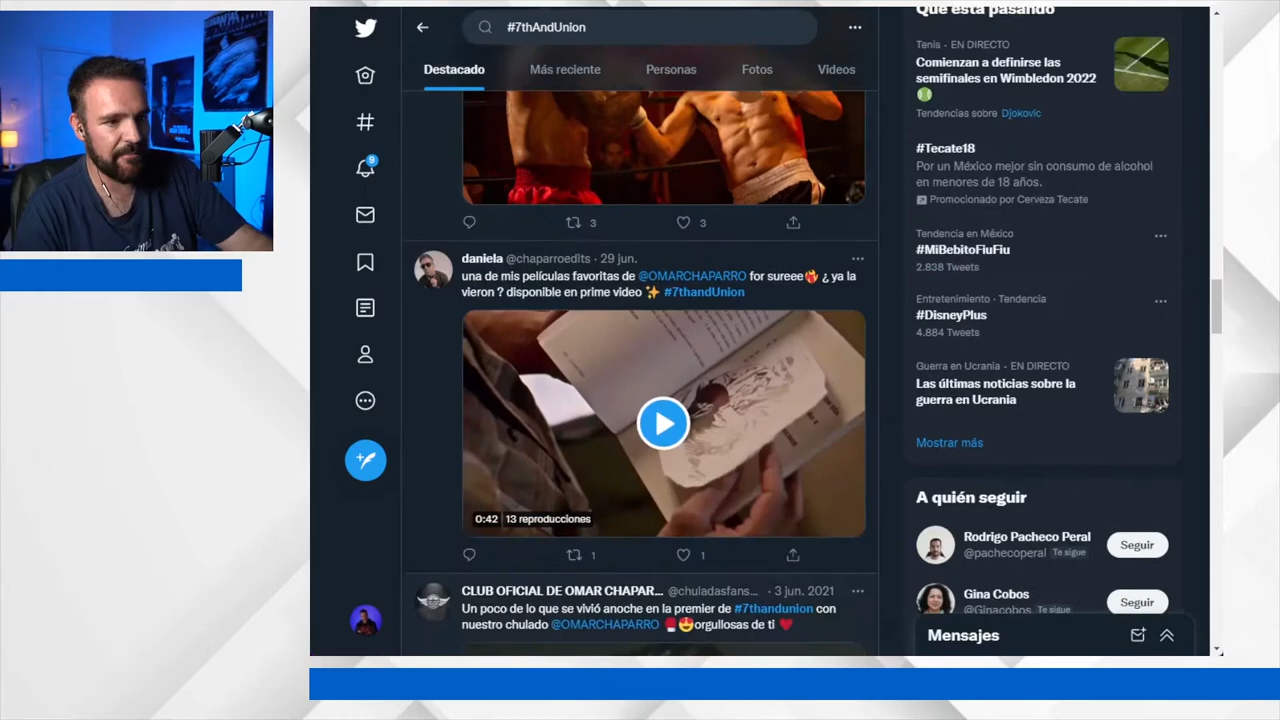 #7thAndUnion
Destacado
Más reciente
Personas
Fotos
Videos
3
3
daniela @chaparroedits · 29 jun.
una de mis películas favoritas de @OMARCHAPARRO for sureee ¿ ya la
vieron ? disponible en prime video ✨ #7thandUnion
0:42
13 reproducciones
1
1
CLUB OFICIAL DE OMAR CHAPAR... @chuladasfans... · 3 jun. 2021
Un poco de lo que se vivió anoche en la premier de #7thandunion con
nuestro chulado @OMARCHAPARRO 😍orgullosas de ti ❤
9
Qué está pasando
Tenis · EN DIRECTO
Comienzan a definirse las
semifinales en Wimbledon 2022
Tendencias sobre Djokovic
#Tecate18
Por un México mejor sin consumo de alcohol
en menores de 18 años.
Promocionado por Cerveza Tecate
Tendencia en México
#MiBebitoFiuFiu
2.838 Tweets
Entretenimiento · Tendencia
#DisneyPlus
4.884 Tweets
Guerra en Ucrania · EN DIRECTO
Las últimas noticias sobre la
guerra en Ucrania
Mostrar más
A quién seguir
Rodrigo Pacheco Peral
@pachecoperal Te sigue
Seguir
Gina Cobos
@Ginacobos Te sigue
Seguir
Mensajes